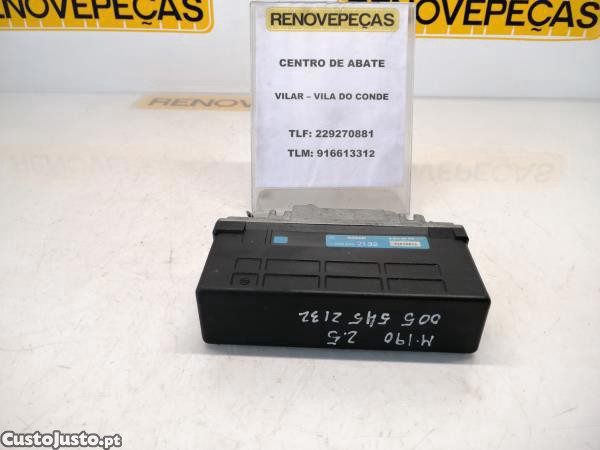 RENOVEPEÇAS
RENOVEPEÇAS
RENOVEPEÇAS
CENTRO DE ABATE
VILAR – VILA DO CONDE
TLF: 229270881
TLM: 916613312
RENOVEPEÇAS
2132
M.190 2.5
005 545 2132
CustoJusto.pt